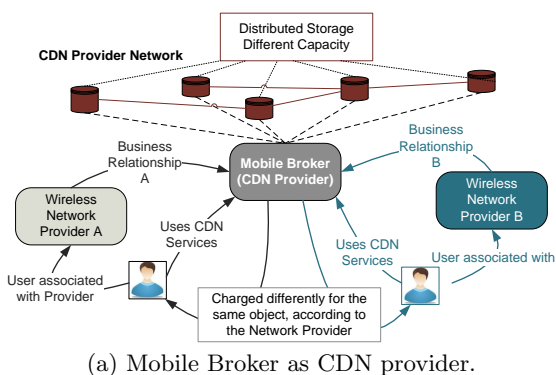 Distributed Storage
Different Capacity
CDN Provider Network
Business
Relationship
A
Mobile Broker
(CDN Provider)
Business
Relationship
B
Wireless
Network
Provider A
Wireless
Network
Provider B
Uses CDN
Services
Uses CDN
Services
User associated
with Provider
User associated with
Charged differently for the
same object, according to
the Network Provider
(a) Mobile Broker as CDN provider.